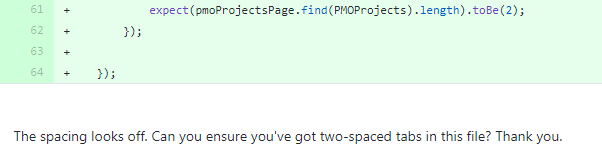 61 + expect(pmoProjectsPage.find(PMOProjects).length).toBe(2);
62 + });
63 +
64 + });
The spacing looks off. Can you ensure you've got two-spaced tabs in this file? Thank you.